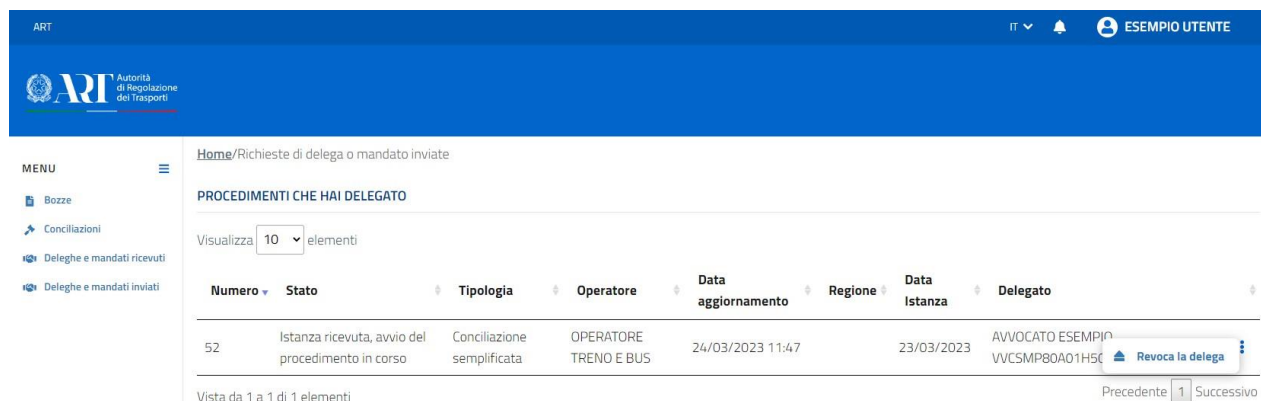 ART
IT
ESEMPIO UTENTE
ART Autorità
di Regolazione
dei Trasporti
MENU
Bozze
Conciliazioni
Deleghe e mandati ricevuti
Deleghe e mandati inviati
Home/Richieste di delega o mandato inviate
PROCEDIMENTI CHE HAI DELEGATO
Visualizza 10 elementi
Numero Stato Tipologia Operatore Data aggiornamento Regione Data Istanza Delegato
52 Istanza ricevuta, avvio del procedimento in corso Conciliazione semplificata OPERATORE TRENO E BUS 24/03/2023 11:47 23/03/2023 AVVOCATO ESEMPIO
Revoca la delega
Vista da 1 a 1 di 1 elementi
Precedente 1 Successivo